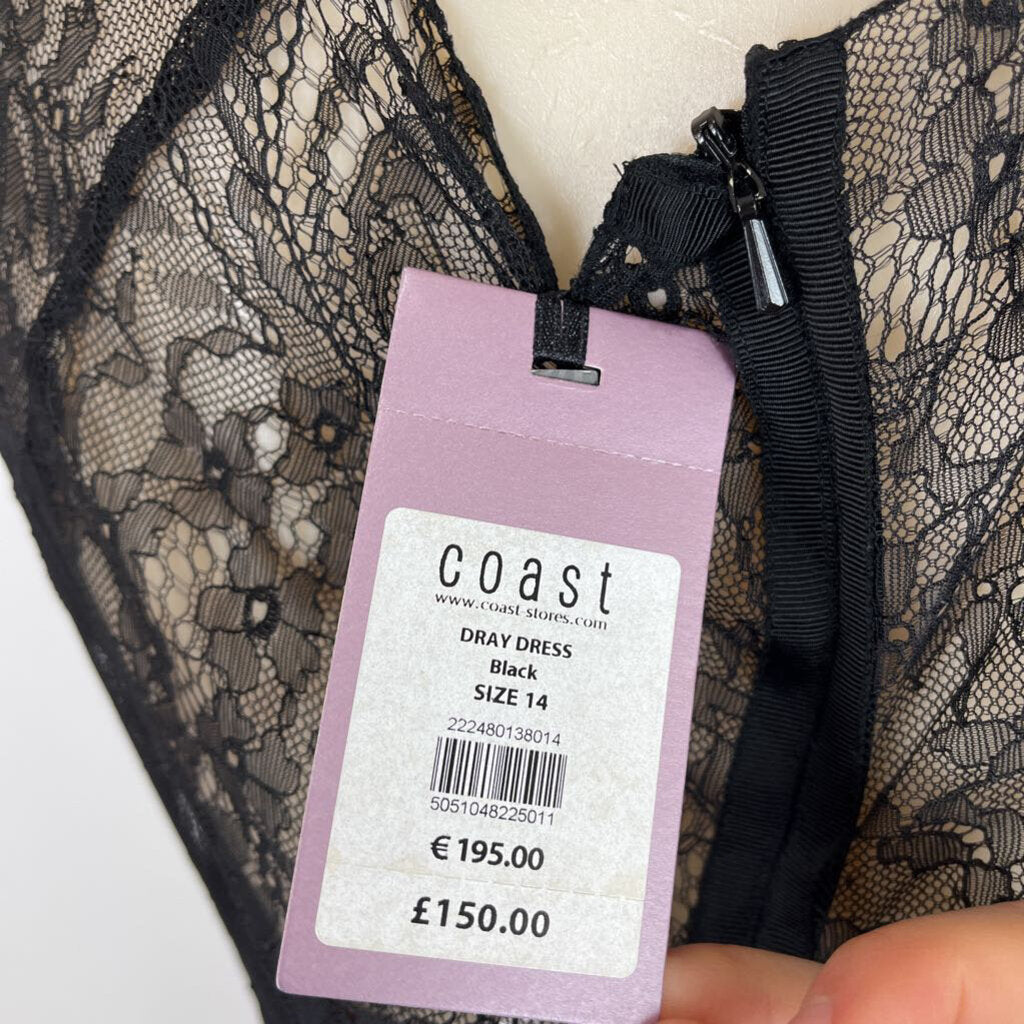 coast
www.coast-stores.com
DRAY DRESS
Black
SIZE 14
222480138014
5051048225011
€ 195.00
£150.00